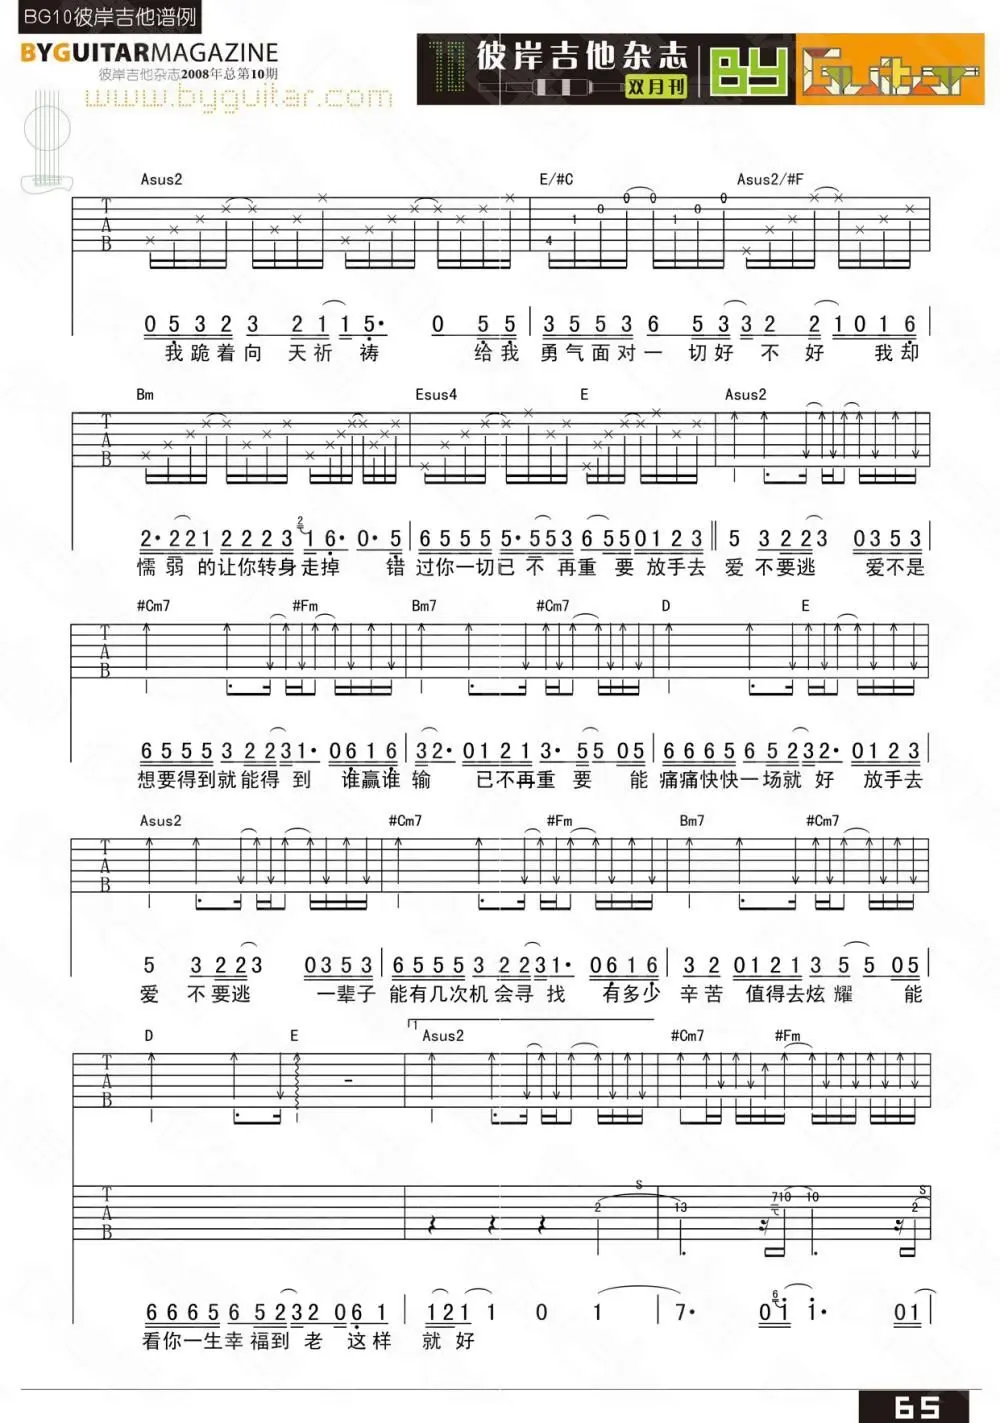 BG10彼岸吉他谱例
BYGUITARMAGAZINE
彼岸吉他杂志2008年总第10期
www.byguitar.com
10 彼岸吉他杂志 双月刊 BY Guitar
Asus2 E/#C Asus2/#F
T A B
4 1 0 0 0 1 0 0
0 5 3 2 3 2 1 1 5· 0 5 5 | 3 5 5 3 6 5 3 3 2 2 1 0 1 6
我跪着向 天祈 祷 给我 勇气面对一 切好 不 好 我却
Bm Esus4 E Asus2
T A B
2· 2 2 1 2 2 2 3 2 1 6· 0· 5 | 6 5 5 5 5· 5 5 3 6 5 5 0 1 2 3 || 5 3 2 2 3 0 3 5 3
懦 弱 的让你转身走掉 错 过你一切已 不 再重 要 放手去 爱不要逃 爱不是
#Cm7 #Fm Bm7 #Cm7 D E
T A B
6 5 5 5 3 2 2 3 1· 0 6 1 6 | 3 2· 0 1 2 1 3· 5 5 0 5 | 6 6 6 5 6 5 2 3 2· 0 1 2 3
想要得到就能得 到 谁赢谁 输 已不再重 要 能 痛痛快快一场就 好 放手去
Asus2 #Cm7 #Fm Bm7 #Cm7
T A B
5 3 2 2 3 0 3 5 3 | 6 5 5 5 3 2 2 3 1· 0 6 1 6 | 3 2 0 1 2 1 3 5 5 0 5
爱 不要逃 一辈子 能有几次机 会寻 找 有多少 辛苦 值得去炫 耀 能
D E 1 Asus2 #Cm7 #Fm
T A B
-
T A B
2 S 13 7 10 10 2 S
6 6 6 5 6 5 2 3 2 0 6 1 | 1 2 1 1 0 1 | 7· 0 6 1 1· 0 1
看你一生幸 福到 老 这样 就 好
65